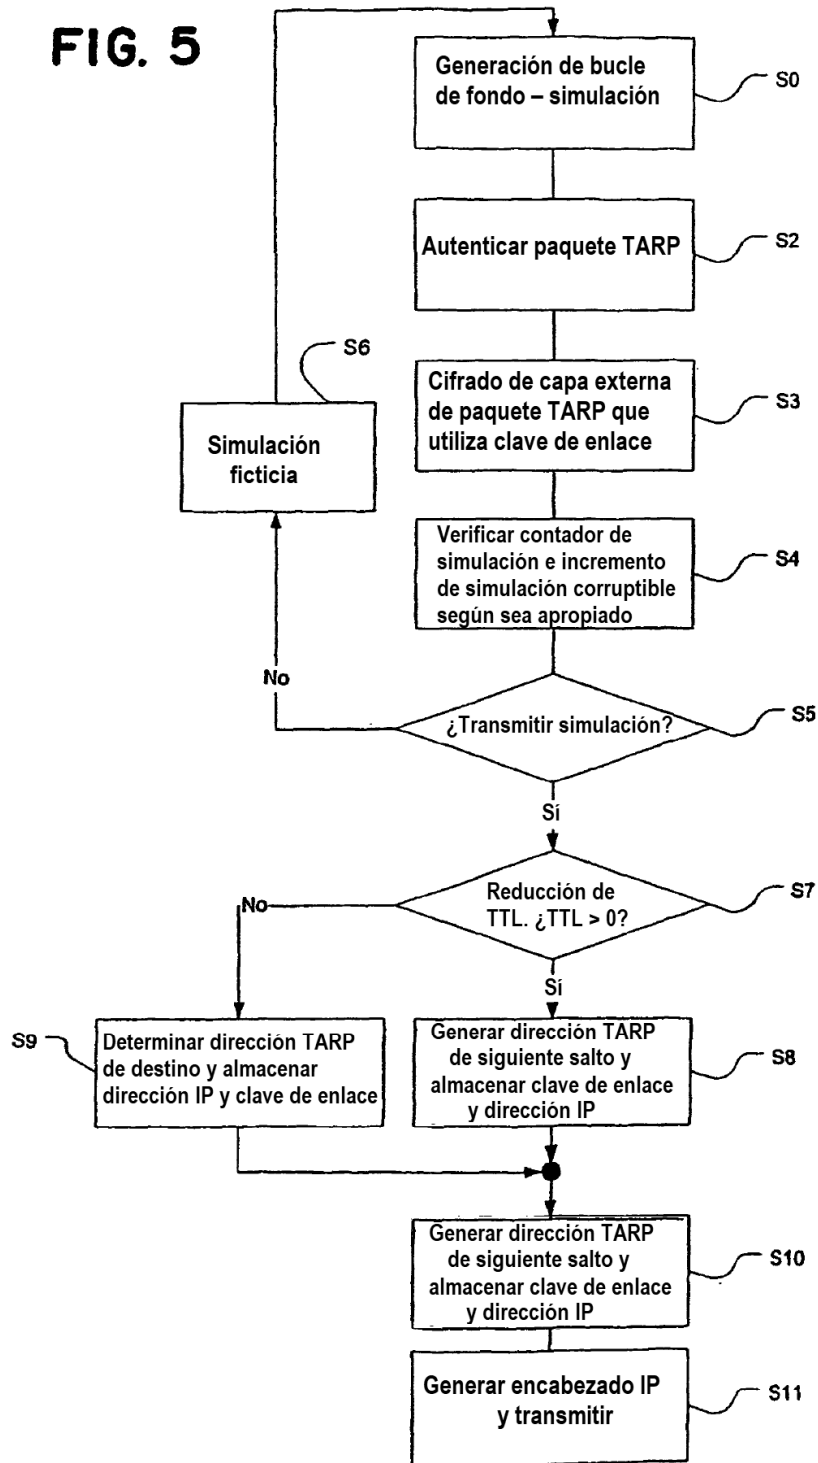 FIG. 5
Generación de bucle
de fondo – simulación
S0
Autenticar paquete TARP
S2
S6
Cifrado de capa externa
de paquete TARP que
utiliza clave de enlace
S3
Simulación
ficticia
Verificar contador de
simulación e incremento
de simulación corruptible
según sea apropiado
S4
No
¿Transmitir simulación?
S5
Sí
Reducción de
TTL. ¿TTL > 0?
S7
No
Sí
S9
Determinar dirección TARP
de destino y almacenar
dirección IP y clave de enlace
Generar dirección TARP
de siguiente salto y
almacenar clave de enlace
y dirección IP
S8
Generar dirección TARP
de siguiente salto y
almacenar clave de enlace
y dirección IP
S10
Generar encabezado IP
y transmitir
S11